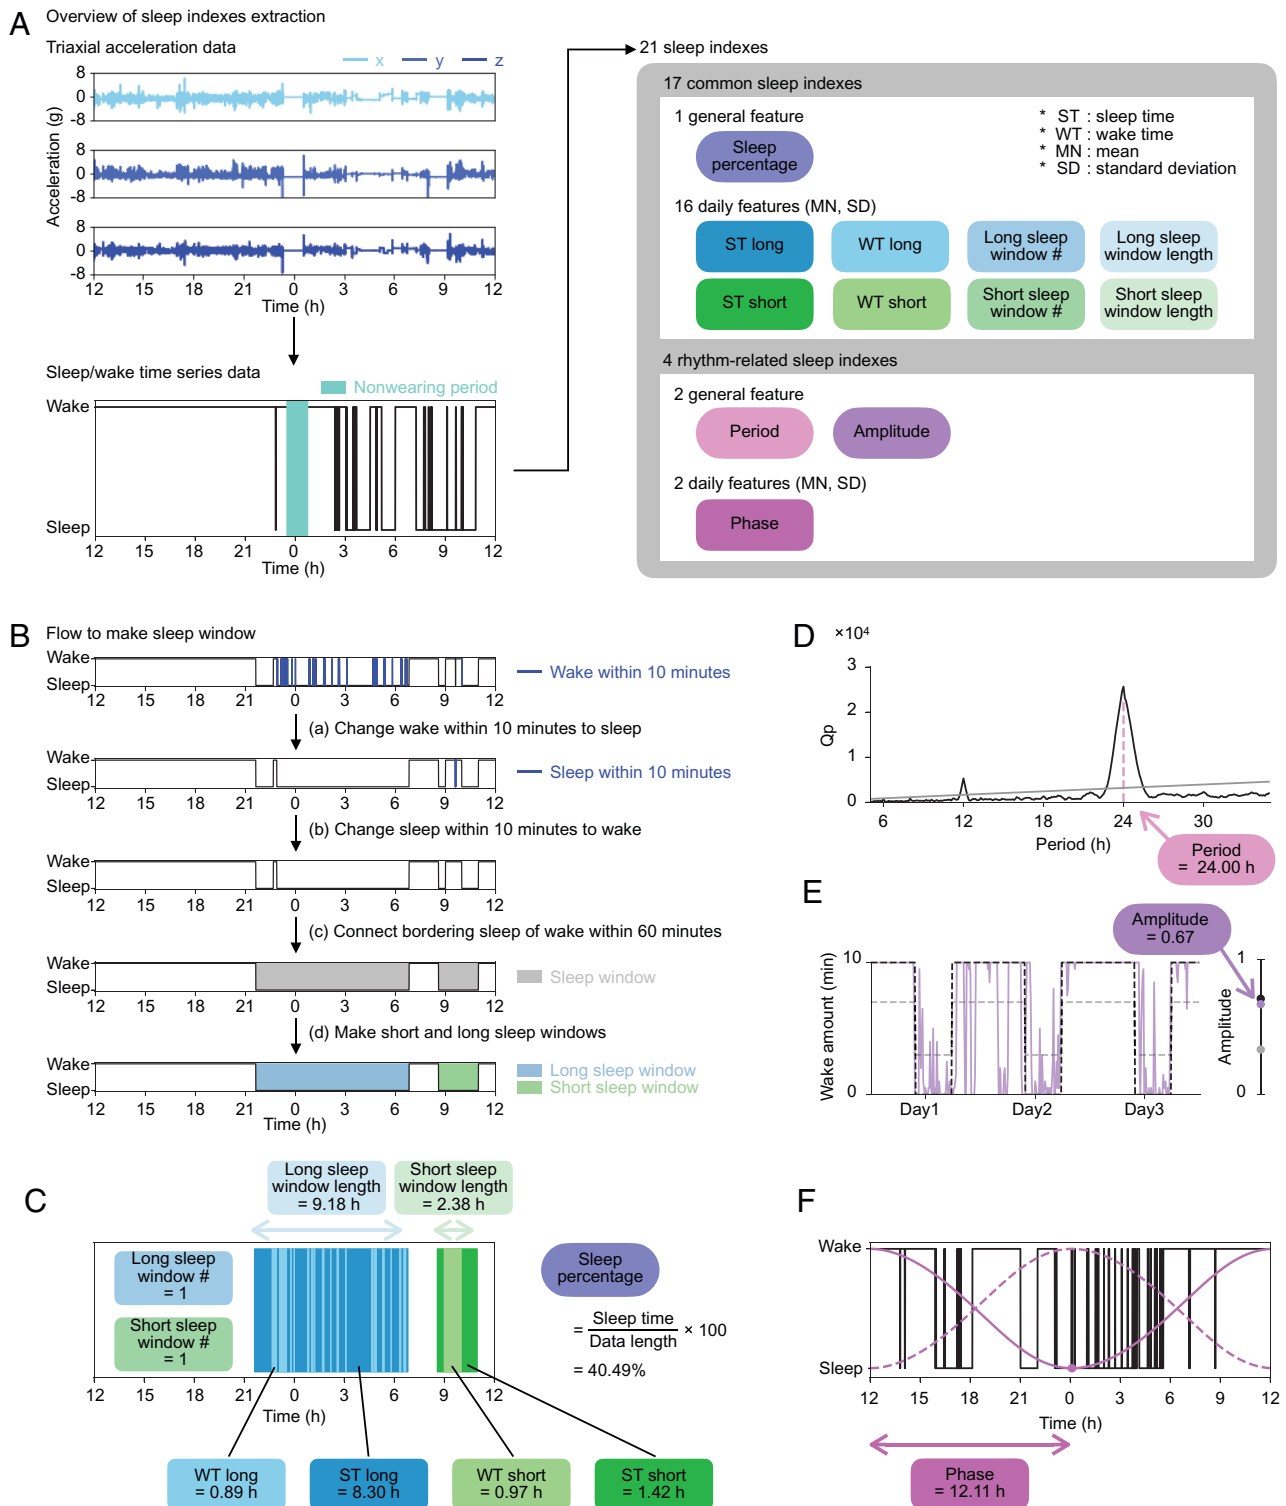 A
Overview of sleep indexes extraction
Triaxial acceleration data
x y z
8
0
-8
8
0
-8
8
0
-8
Acceleration (g)
12 15 18 21 0 3 6 9 12
Time (h)
Sleep/wake time series data
Nonwearing period
Wake
Sleep
12 15 18 21 0 3 6 9 12
Time (h)
21 sleep indexes
17 common sleep indexes
1 general feature
Sleep
percentage
* ST : sleep time
* WT : wake time
* MN : mean
* SD : standard deviation
16 daily features (MN, SD)
ST long
WT long
Long sleep
window #
Long sleep
window length
ST short
WT short
Short sleep
window #
Short sleep
window length
4 rhythm-related sleep indexes
2 general feature
Period
Amplitude
2 daily features (MN, SD)
Phase
B
Flow to make sleep window
Wake
Sleep
12 15 18 21 0 3 6 9 12
Wake within 10 minutes
(a) Change wake within 10 minutes to sleep
Wake
Sleep
12 15 18 21 0 3 6 9 12
Sleep within 10 minutes
(b) Change sleep within 10 minutes to wake
Wake
Sleep
12 15 18 21 0 3 6 9 12
(c) Connect bordering sleep of wake within 60 minutes
Wake
Sleep
12 15 18 21 0 3 6 9 12
Sleep window
(d) Make short and long sleep windows
Wake
Sleep
12 15 18 21 0 3 6 9 12
Time (h)
Long sleep window
Short sleep window
C
Long sleep
window length
= 9.18 h
Short sleep
window length
= 2.38 h
Long sleep
window #
= 1
Short sleep
window #
= 1
12 15 18 21 0 3 6 9 12
Time (h)
WT long
= 0.89 h
ST long
= 8.30 h
WT short
= 0.97 h
ST short
= 1.42 h
Sleep
percentage
= Sleep time
Data length
× 100
= 40.49%
D
×10⁴
3
2
1
0
Qp
6 12 18 24 30
Period (h)
Period
= 24.00 h
E
Amplitude
= 0.67
10
0
Wake amount (min)
Day1 Day2 Day3
1
0
Amplitude
F
Wake
Sleep
12 15 18 21 0 3 6 9 12
Time (h)
Phase
= 12.11 h